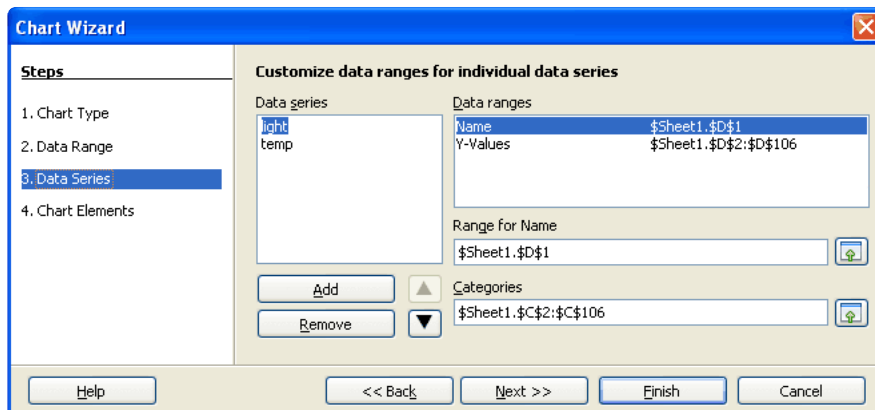 Chart Wizard
Steps
1. Chart Type
2. Data Range
3. Data Series
4. Chart Elements
Customize data ranges for individual data series
Data series
light
temp
Add
Remove
Data ranges
Name $Sheet1.$D$1
Y-Values $Sheet1.$D$2:$D$106
Range for Name
$Sheet1.$D$1
Categories
$Sheet1.$C$2:$C$106
Help
<< Back
Next >>
Finish
Cancel